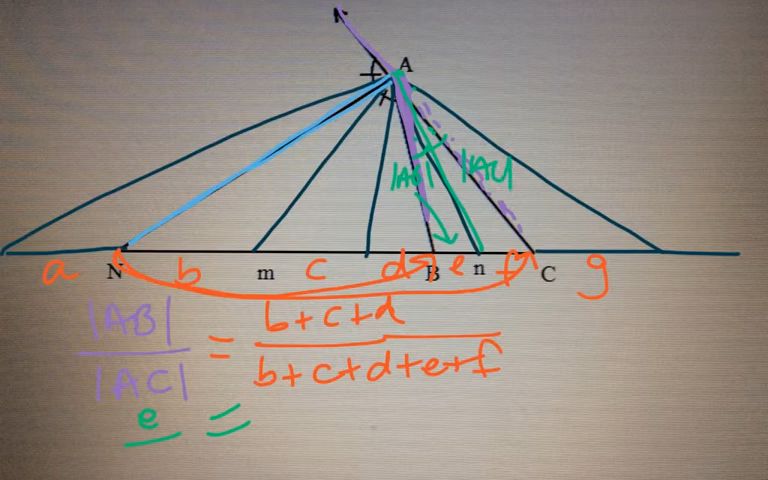 A
|AB| |AC|
a N b m c d B e n f C g
|AB| = b+c+d
|AC| b+c+d+e+f
e =